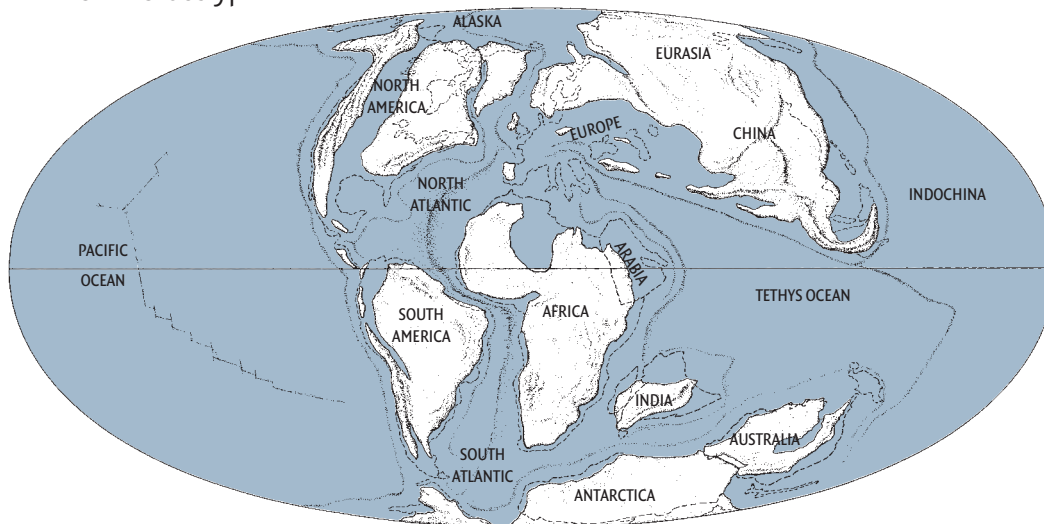 ALASKA
EURASIA
NORTH
AMERICA
EUROPE
CHINA
NORTH
ATLANTIC
INDOCHINA
PACIFIC
OCEAN
ARABIA
TETHYS OCEAN
SOUTH
AMERICA
AFRICA
INDIA
AUSTRALIA
SOUTH
ATLANTIC
ANTARCTICA